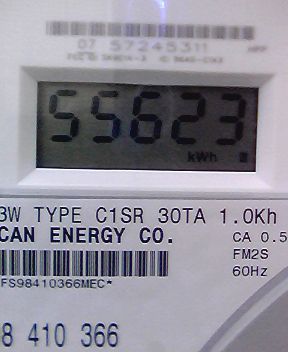 07 57245311
55623
kWh
3W TYPE C1SR 30TA 1.0Kh
CAN ENERGY CO.
CA 0.5
FM2S
60Hz
FS98410366MEC*
8 410 366